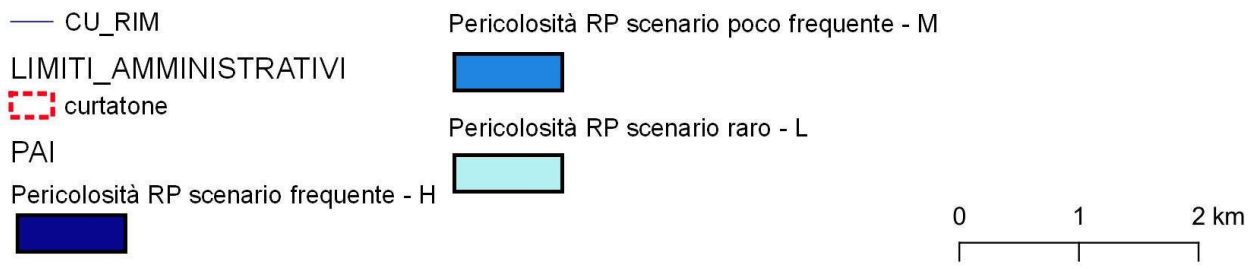 CU_RIM
LIMITI_AMMINISTRATIVI
curtatone
PAI
Pericolosità RP scenario frequente - H
Pericolosità RP scenario poco frequente - M
Pericolosità RP scenario raro - L
0 1 2 km